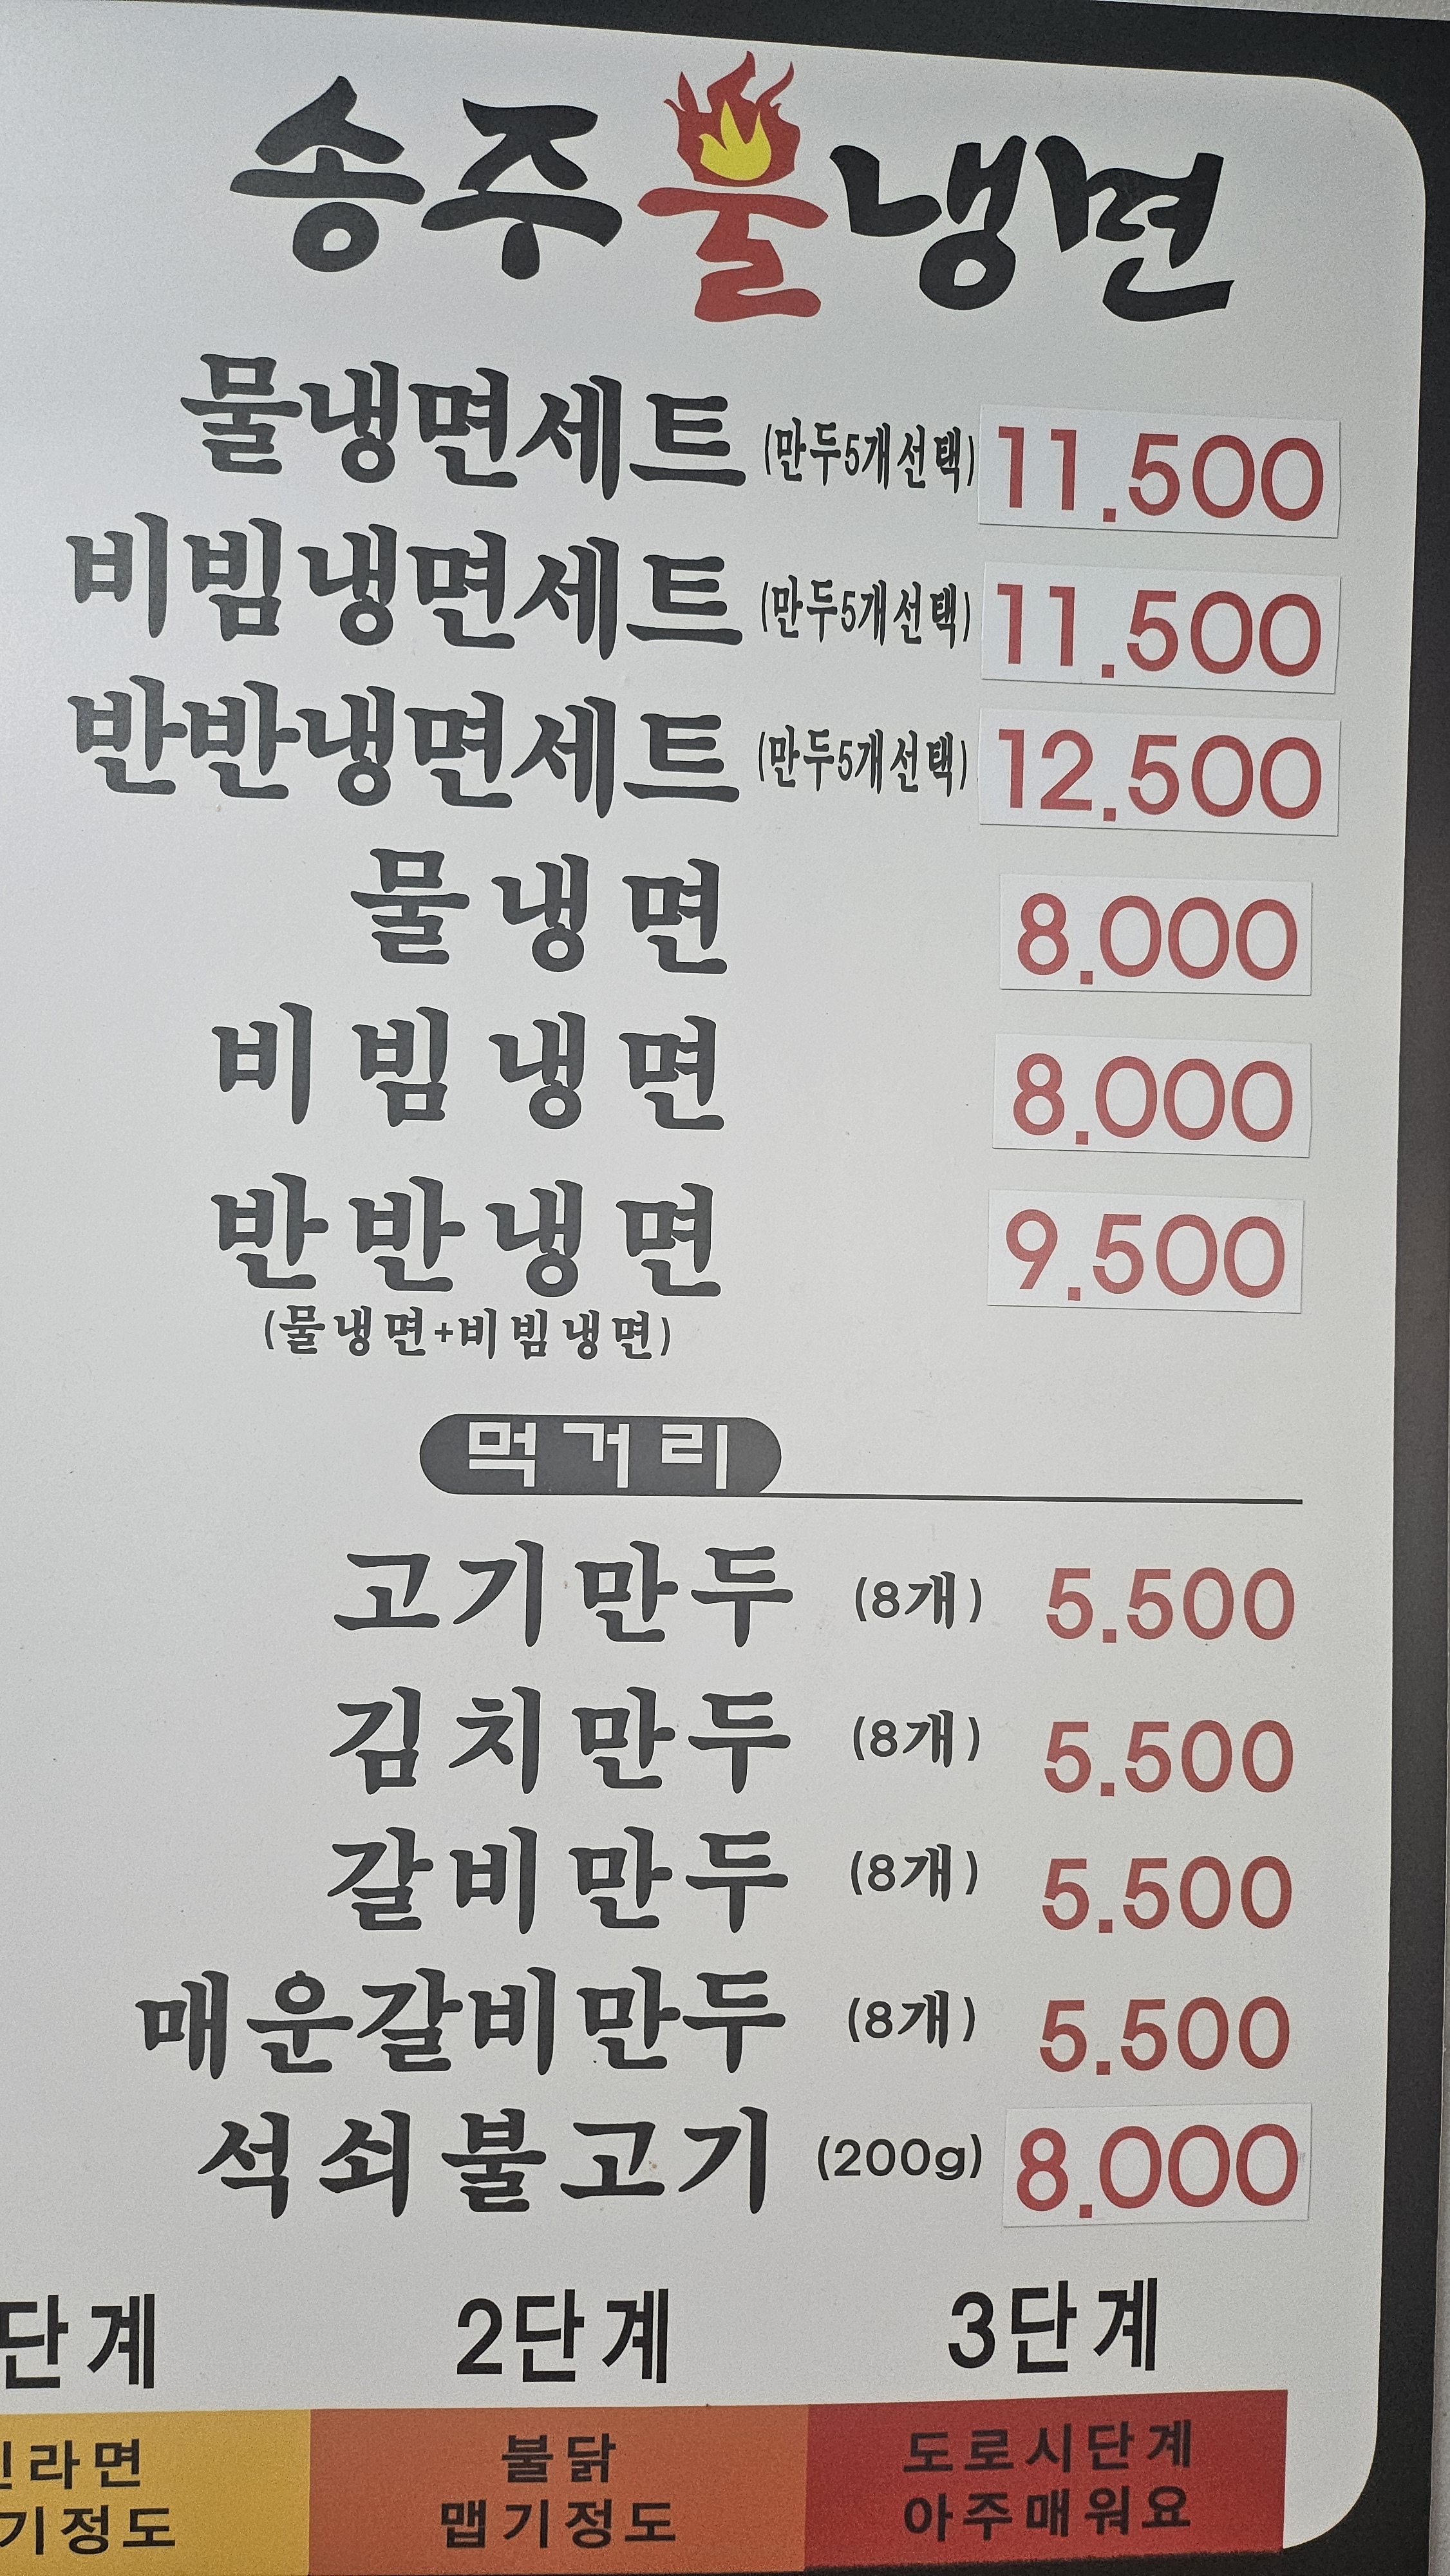 송주불냉면
물냉면세트 (만두5개선택) 11.500
비빔냉면세트 (만두5개선택) 11.500
반반냉면세트 (만두5개선택) 12.500
물냉면 8.000
비빔냉면 8.000
반반냉면 9.500
(물냉면+비빔냉면)
먹거리
고기만두 (8개) 5.500
김치만두 (8개) 5.500
갈비만두 (8개) 5.500
매운갈비만두 (8개) 5.500
석쇠불고기 (200g) 8.000
단계 2단계 3단계
라면 불닭 도로시단계
기정도 맵기정도 아주매워요